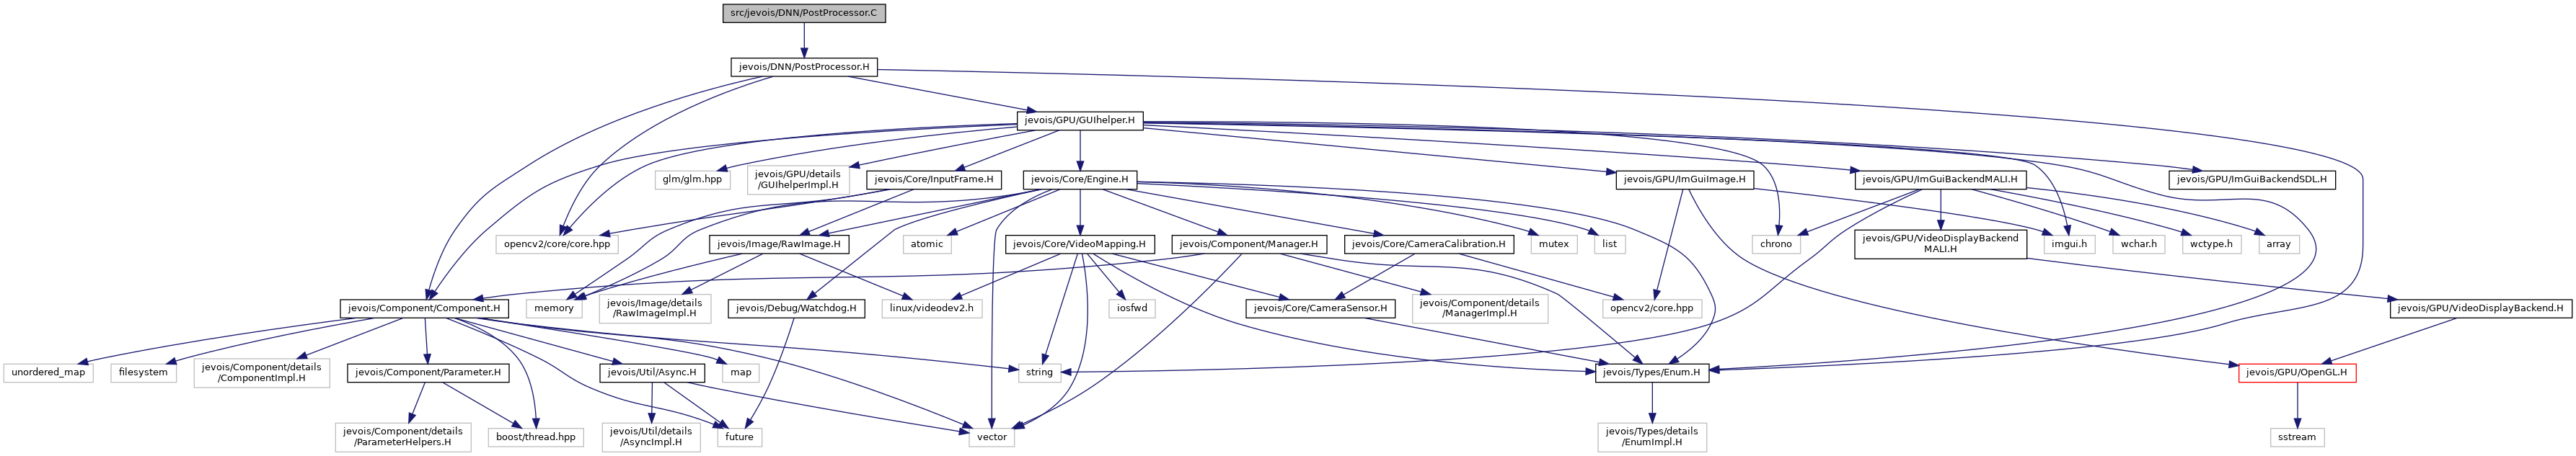 src/jevois/DNN/PostProcessor.C
jevois/DNN/PostProcessor.H
jevois/GPU/GUIhelper.H
glm/glm.hpp
jevois/GPU/details
/GUIhelperImpl.H
jevois/Core/InputFrame.H
jevois/Core/Engine.H
jevois/GPU/ImGuiImage.H
jevois/GPU/ImGuiBackendMALI.H
jevois/GPU/ImGuiBackendSDL.H
opencv2/core/core.hpp
jevois/Image/RawImage.H
atomic
jevois/Core/VideoMapping.H
jevois/Component/Manager.H
jevois/Core/CameraCalibration.H
mutex
list
chrono
jevois/GPU/VideoDisplayBackend
MALI.H
imgui.h
wchar.h
wctype.h
array
jevois/Component/Component.H
memory
jevois/Image/details
/RawImageImpl.H
jevois/Debug/Watchdog.H
linux/videodev2.h
iosfwd
jevois/Core/CameraSensor.H
jevois/Component/details
/ManagerImpl.H
opencv2/core.hpp
jevois/GPU/VideoDisplayBackend.H
unordered_map
filesystem
jevois/Component/details
/ComponentImpl.H
jevois/Component/Parameter.H
jevois/Util/Async.H
map
string
jevois/Types/Enum.H
jevois/GPU/OpenGL.H
jevois/Component/details
/ParameterHelpers.H
boost/thread.hpp
jevois/Util/details
/AsyncImpl.H
future
vector
jevois/Types/details
/EnumImpl.H
sstream